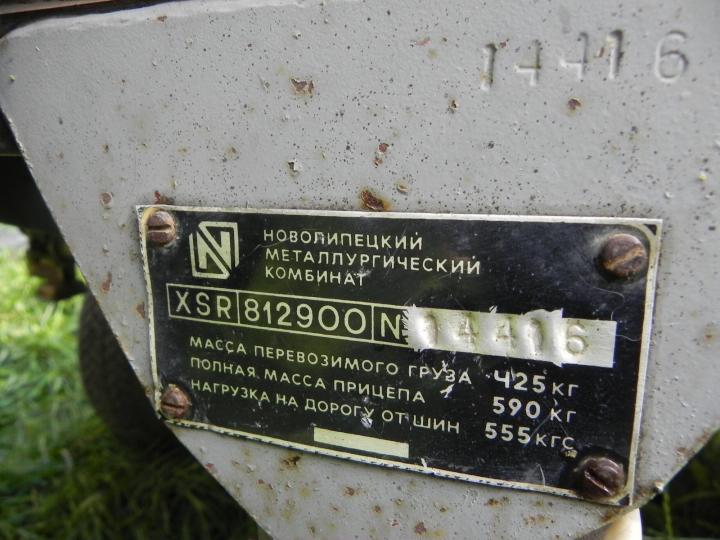 14416
НОВОЛИПЕЦКИЙ
МЕТАЛЛУРГИЧЕСКИЙ
КОМБИНАТ
XSR 812900 N 14416
МАССА ПЕРЕВОЗИМОГО ГРУЗА 425 КГ
ПОЛНАЯ МАССА ПРИЦЕПА 590 КГ
НАГРУЗКА НА ДОРОГУ ОТ ШИН 555 КГС